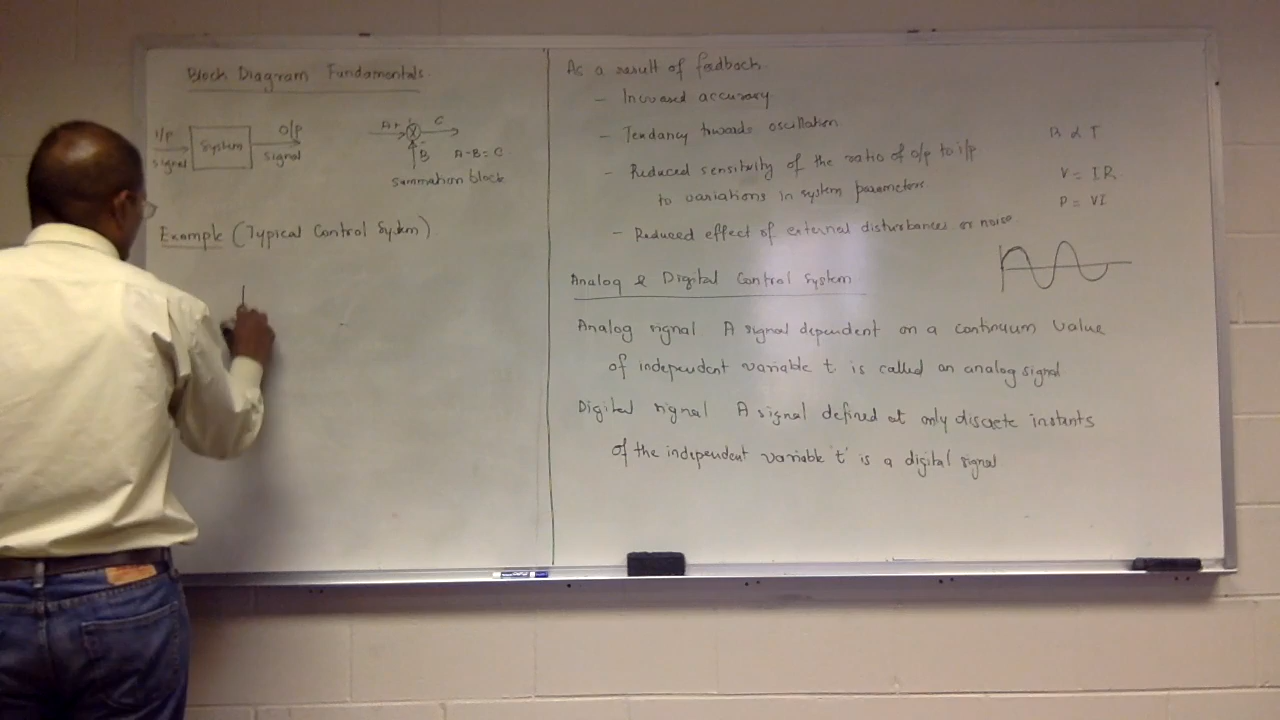 Block Diagram Fundamentals.
I/P
signal
System
O/P
signal
A+
C
B
A-B=C
summation block
Example (Typical Control System)
As a result of feedback.
- Increased accuracy
- Tendancy towards oscillation
- Reduced sensitivity of the ratio of o/p to i/p
to variations in system parameters
- Reduced effect of external disturbances or noise.
R α T
V = IR
P = VI
Analog & Digital Control System
Analog signal A signal dependent on a continuum value
of independent variable t is called an analog signal
Digital signal A signal defined at only discrete instants
of the independent variable 't' is a digital signal